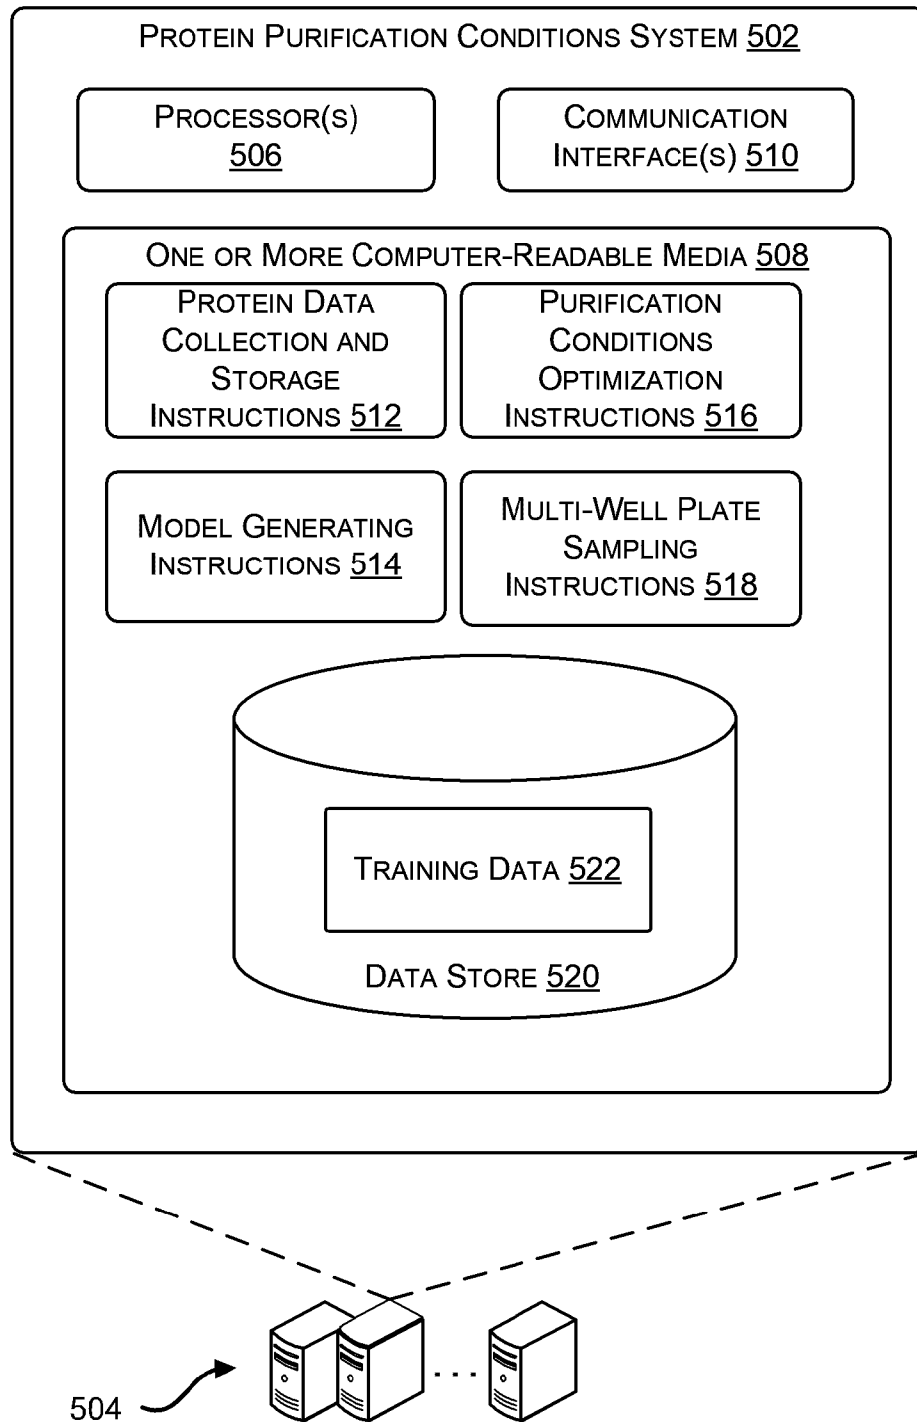 PROTEIN PURIFICATION CONDITIONS SYSTEM 502
PROCESSOR(S)
506
COMMUNICATION
INTERFACE(S) 510
ONE OR MORE COMPUTER-READABLE MEDIA 508
PROTEIN DATA
COLLECTION AND
STORAGE
INSTRUCTIONS 512
PURIFICATION
CONDITIONS
OPTIMIZATION
INSTRUCTIONS 516
MODEL GENERATING
INSTRUCTIONS 514
MULTI-WELL PLATE
SAMPLING
INSTRUCTIONS 518
TRAINING DATA 522
DATA STORE 520
504